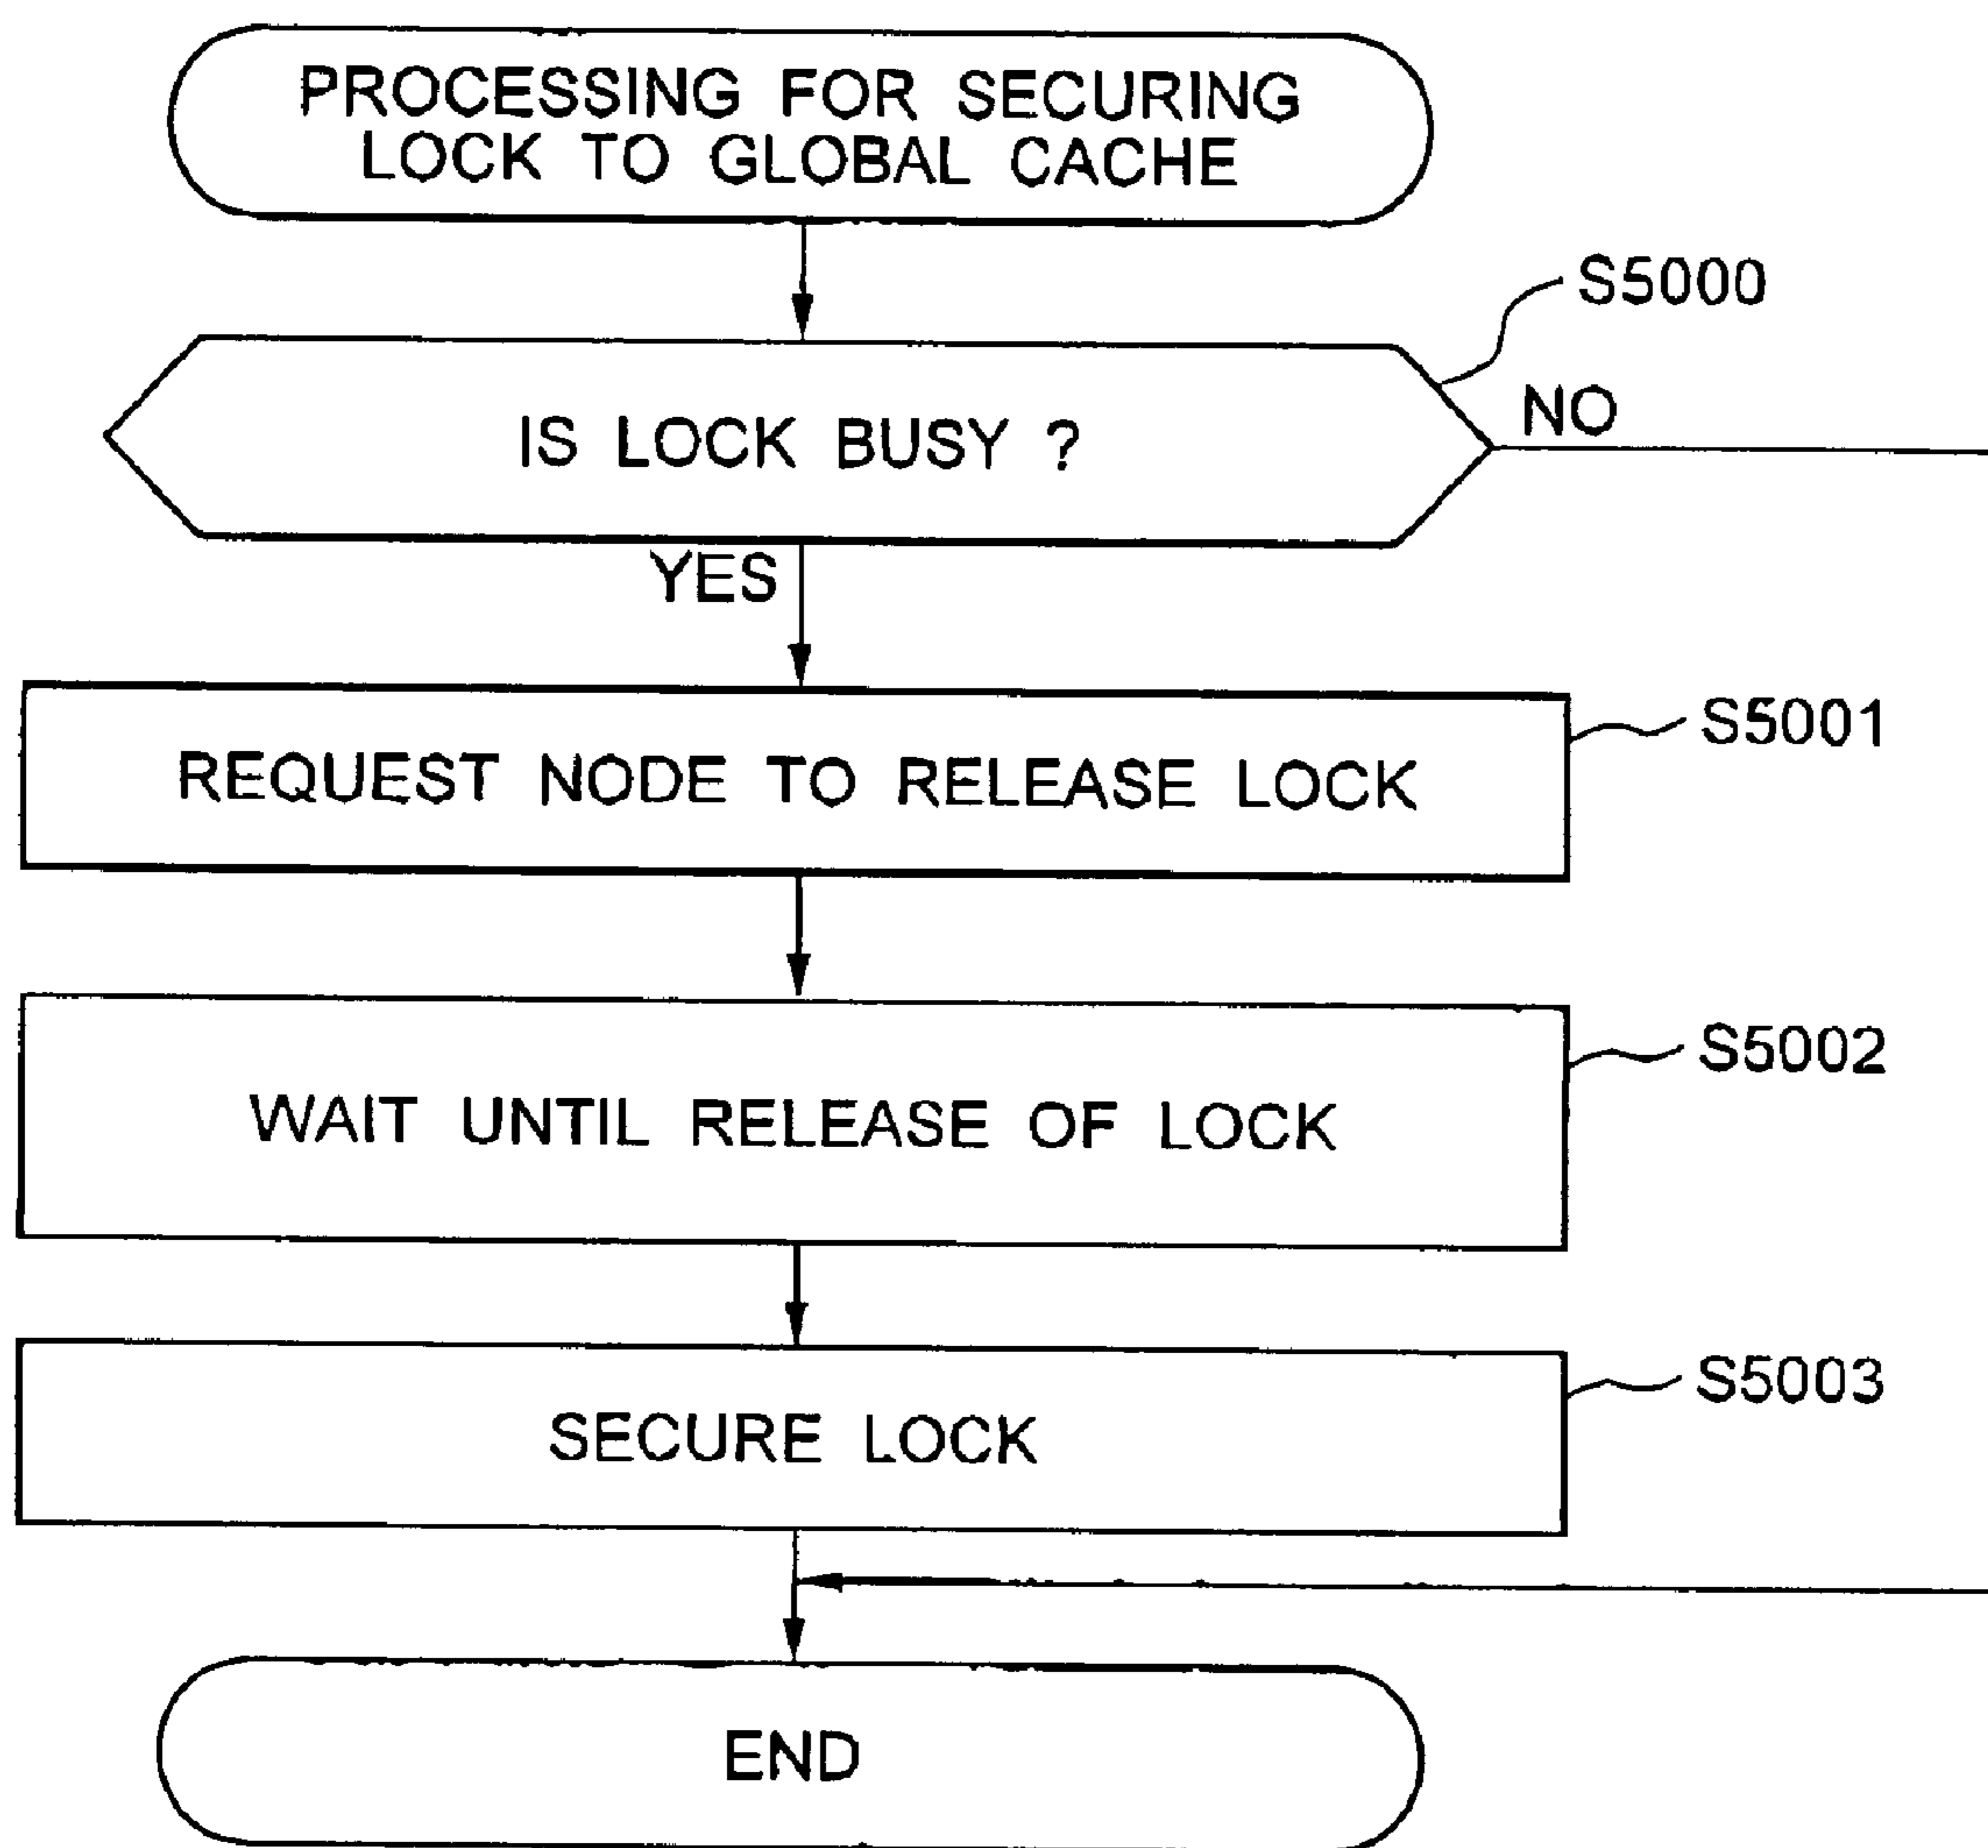 PROCESSING FOR SECURING
LOCK TO GLOBAL CACHE
S5000
IS LOCK BUSY ?
NO
YES
S5001
REQUEST NODE TO RELEASE LOCK
S5002
WAIT UNTIL RELEASE OF LOCK
S5003
SECURE LOCK
END